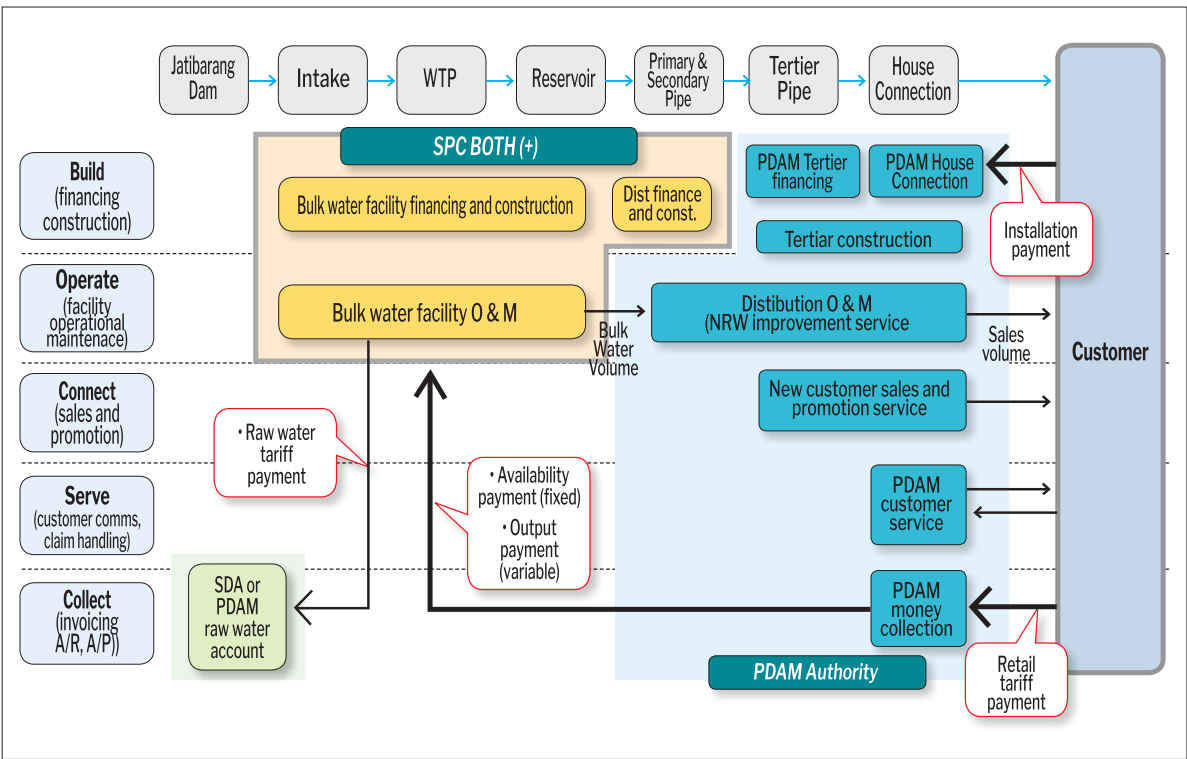 Jatibarang
Dam
Intake
WTP
Reservoir
Primary &
Secondary
Pipe
Tertier
Pipe
House
Connection
SPC BOTH (+)
Build
(financing
construction)
Bulk water facility financing and construction
Dist finance
and const.
PDAM Tertier
financing
PDAM House
Connection
Tertiar construction
Installation
payment
Operate
(facility
operational
maintenace)
Bulk water facility O & M
Bulk
Water
Volume
Distibution O & M
(NRW improvement service
Sales
volume
Customer
Connect
(sales and
promotion)
• Raw water
tariff
payment
New customer sales and
promotion service
Serve
(customer comms,
claim handling)
• Availability
payment (fixed)
• Output
payment
(variable)
PDAM
customer
service
Collect
(invoicing
A/R, A/P))
SDA or
PDAM
raw water
account
PDAM
money
collection
Retail
tariff
payment
PDAM Authority